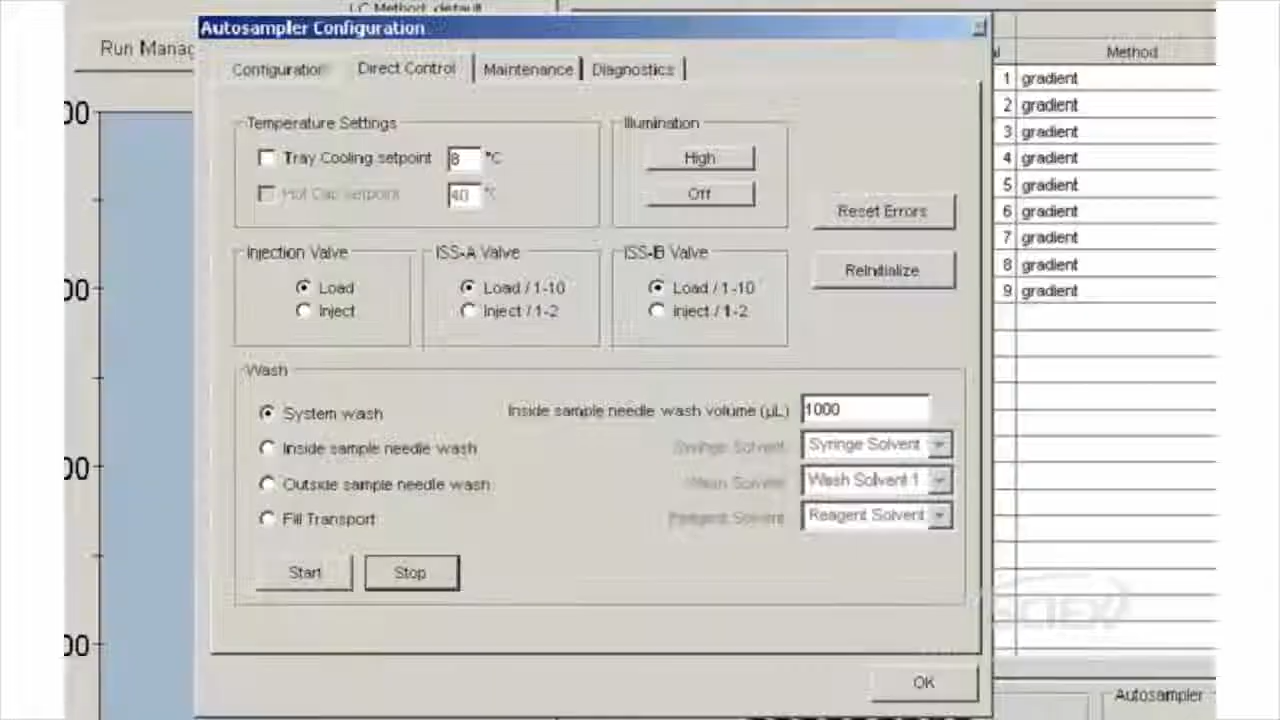 LC Method: default
Autosampler Configuration
Run Manag
Configuration
Direct Control
Maintenance
Diagnostics
Method
1 gradient
2 gradient
3 gradient
4 gradient
5 gradient
6 gradient
7 gradient
8 gradient
9 gradient
00
00
00
00
Temperature Settings
Tray Cooling setpoint 8 °C
Hot Cap setpoint 40 °C
Illumination
High
Off
Reset Errors
Reinitialize
Injection Valve
Load
Inject
ISS-A Valve
Load / 1-10
Inject / 1-2
ISS-B Valve
Load / 1-10
Inject / 1-2
Wash
System wash
Inside sample needle wash
Outside sample needle wash
Fill Transport
Inside sample needle wash volume (µL) 1000
Syringe Solvent Syringe Solvent
Wash Solvent Wash Solvent 1
Reagent Solvent Reagent Solvent
Start
Stop
OK
SCIEX
Autosampler